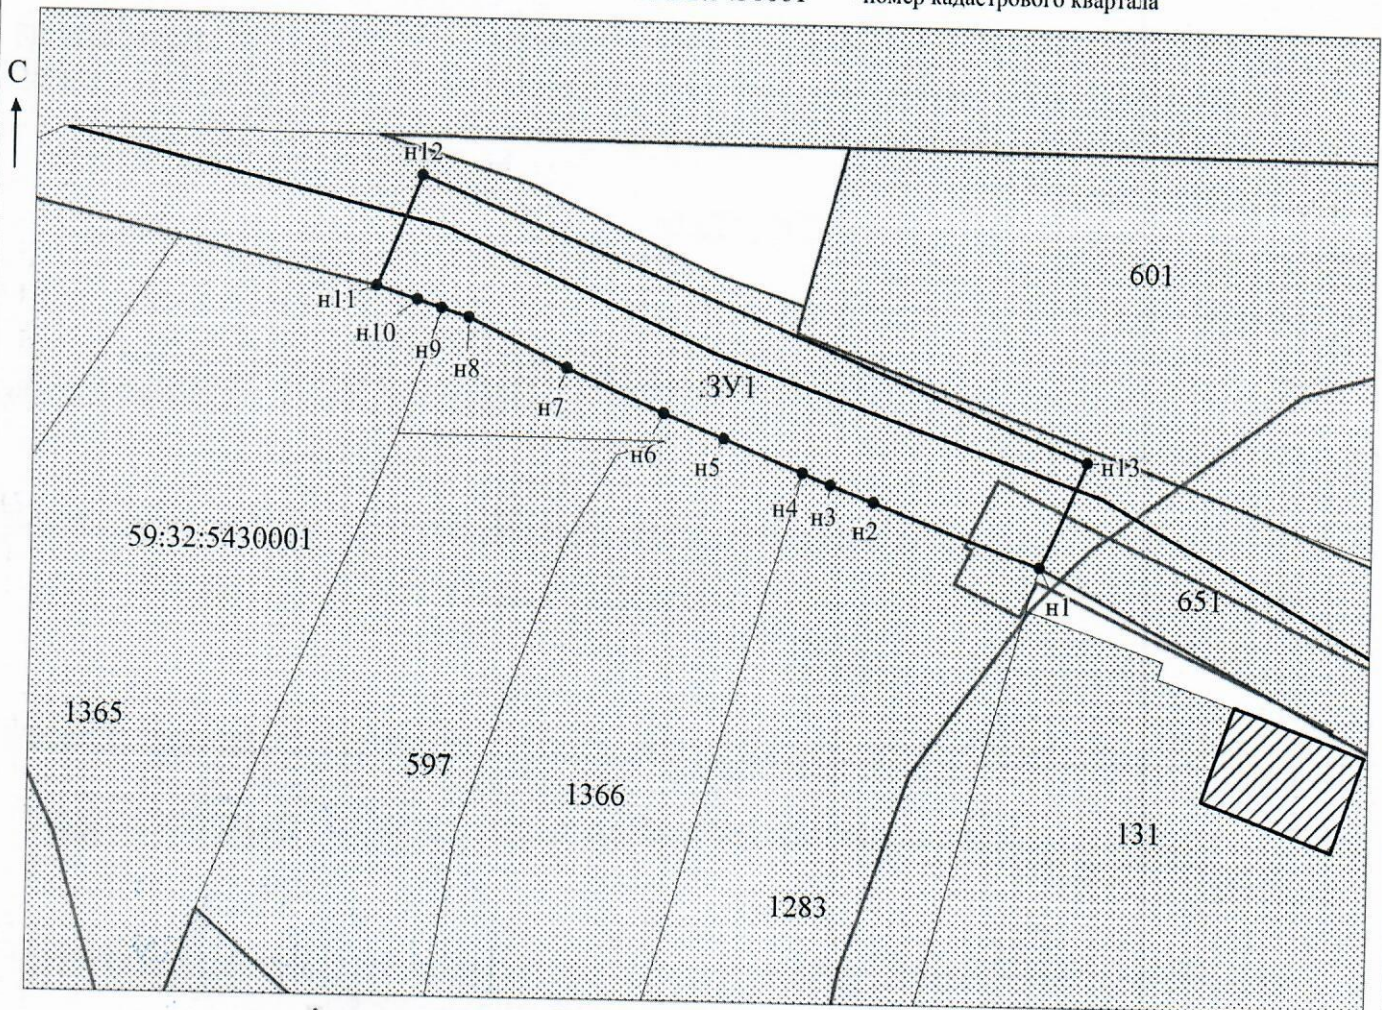 номер кадастрового квартала
С
н12
601
н11
н10
н9
н8
:ЗУ1
н7
н6
н5
н13
н4
н3
н2
59:32:5430001
651
н1
1365
597
1366
131
1283